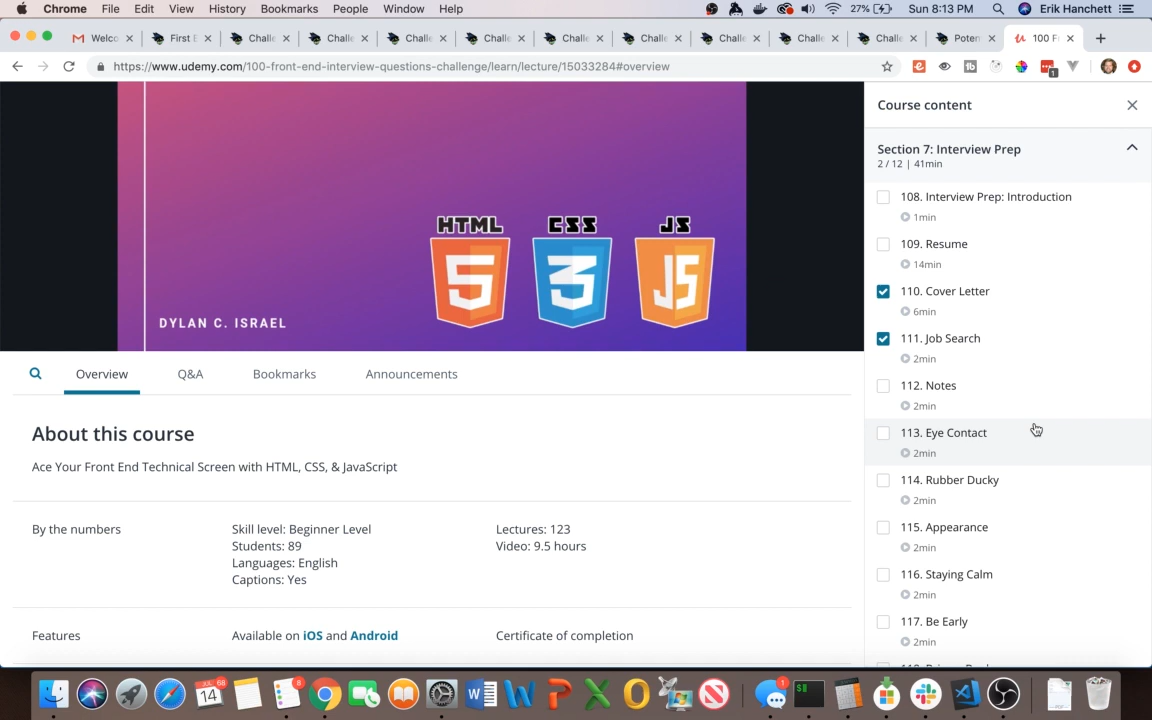 Chrome File Edit View History Bookmarks People Window Help 27% Sun 8:13 PM Erik Hanchett
Welco First E Challe Challe Challe Challe Challe Challe Challe Challe Challe Poten 100 F
https://www.udemy.com/100-front-end-interview-questions-challenge/learn/lecture/15033284#overview
Course content
Section 7: Interview Prep
2 / 12 | 41min
108. Interview Prep: Introduction
1min
109. Resume
14min
110. Cover Letter
6min
111. Job Search
2min
112. Notes
2min
113. Eye Contact
2min
114. Rubber Ducky
2min
115. Appearance
2min
116. Staying Calm
2min
117. Be Early
2min
HTML CSS JS
5 3 JS
DYLAN C. ISRAEL
Overview Q&A Bookmarks Announcements
About this course
Ace Your Front End Technical Screen with HTML, CSS, & JavaScript
By the numbers
Skill level: Beginner Level
Students: 89
Languages: English
Captions: Yes
Lectures: 123
Video: 9.5 hours
Features
Available on iOS and Android
Certificate of completion